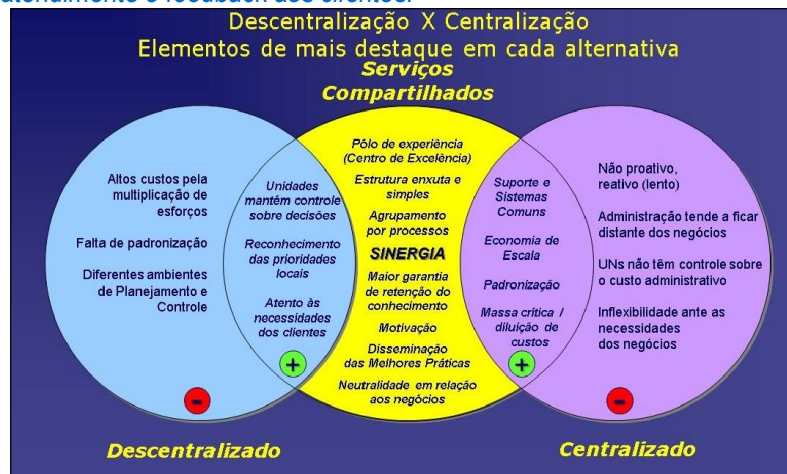 atendimento e feedback dos clientes.
Descentralização X Centralização
Elementos de mais destaque em cada alternativa
Serviços
Compartilhados
Altos custos pela
multiplicação de
esforços
Falta de padronização
Diferentes ambientes
de Planejamento e
Controle
Unidades
mantém controle
sobre decisões
Reconhecimento
das prioridades
locais
Atento às
necessidades
dos clientes
+
-
Pólo de experiência
(Centro de Excelência)
Estrutura enxuta e
simples
Agrupamento
por processos
SINERGIA
Maior garantia
de retenção do
conhecimento
Motivação
Disseminação
das Melhores Práticas
Neutralidade em relação
aos negócios
Suporte e
Sistemas
Comuns
Economia de
Escala
Padronização
Massa crítica /
diluição de
custos
+
Não proativo,
reativo (lento)
Administração tende a ficar
distante dos negócios
UNs não têm controle sobre
o custo administrativo
Inflexibilidade ante as
necessidades
dos negócios
-
Descentralizado
Centralizado